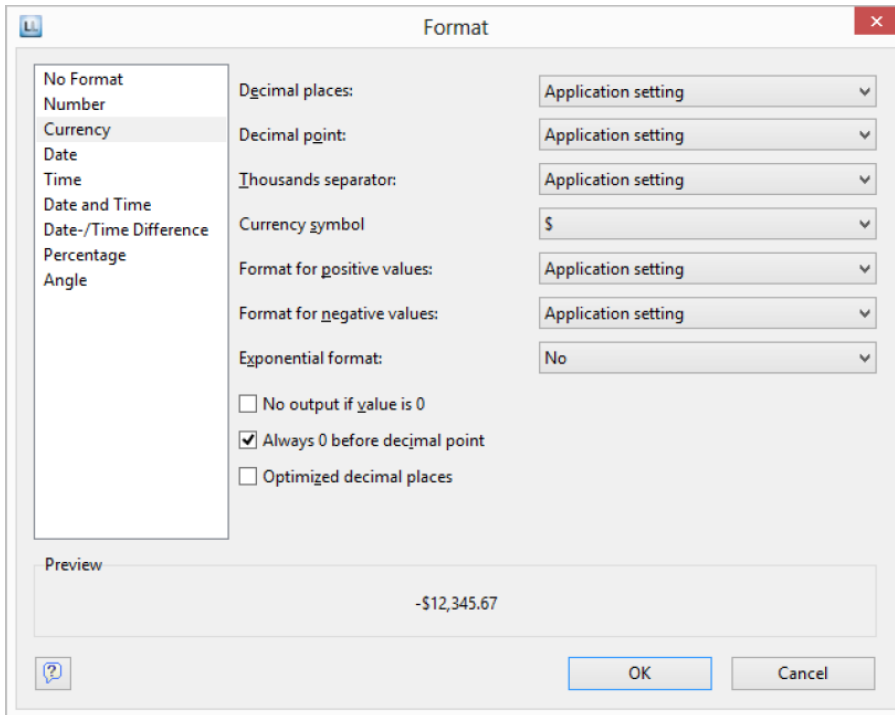 LL
Format
No Format
Number
Currency
Date
Time
Date and Time
Date-/Time Difference
Percentage
Angle
Decimal places: Application setting
Decimal point: Application setting
Thousands separator: Application setting
Currency symbol $
Format for positive values: Application setting
Format for negative values: Application setting
Exponential format: No
No output if value is 0
Always 0 before decimal point
Optimized decimal places
Preview
-$12,345.67
?
OK Cancel